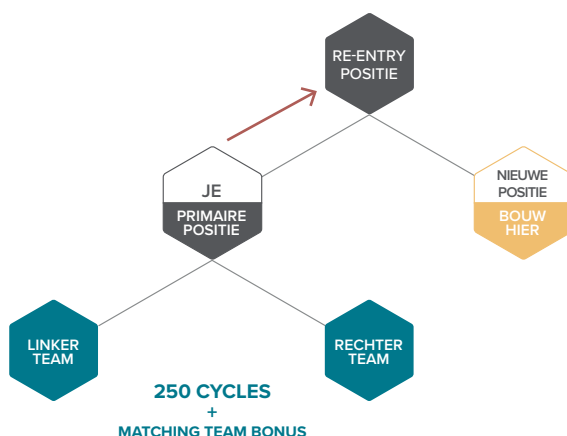 RE-ENTRY
POSITIE
JE
PRIMAIRE
POSITIE
NIEUWE
POSITIE
BOUW
HIER
LINKER
TEAM
RECHTER
TEAM
250 CYCLES
+
MATCHING TEAM BONUS